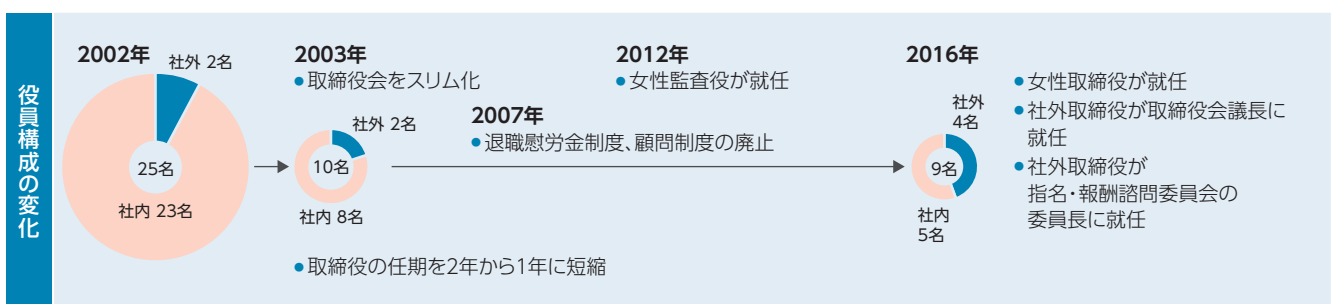 役員構成の変化
2002年
社外 2名
25名
社内 23名
2003年
●取締役会をスリム化
社外 2名
10名
社内 8名
●取締役の任期を2年から1年に短縮
2007年
●退職慰労金制度、顧問制度の廃止
2012年
●女性監査役が就任
2016年
社外
4名
9名
社内
5名
●女性取締役が就任
●社外取締役が取締役会議長に
就任
●社外取締役が
指名・報酬諮問委員会の
委員長に就任